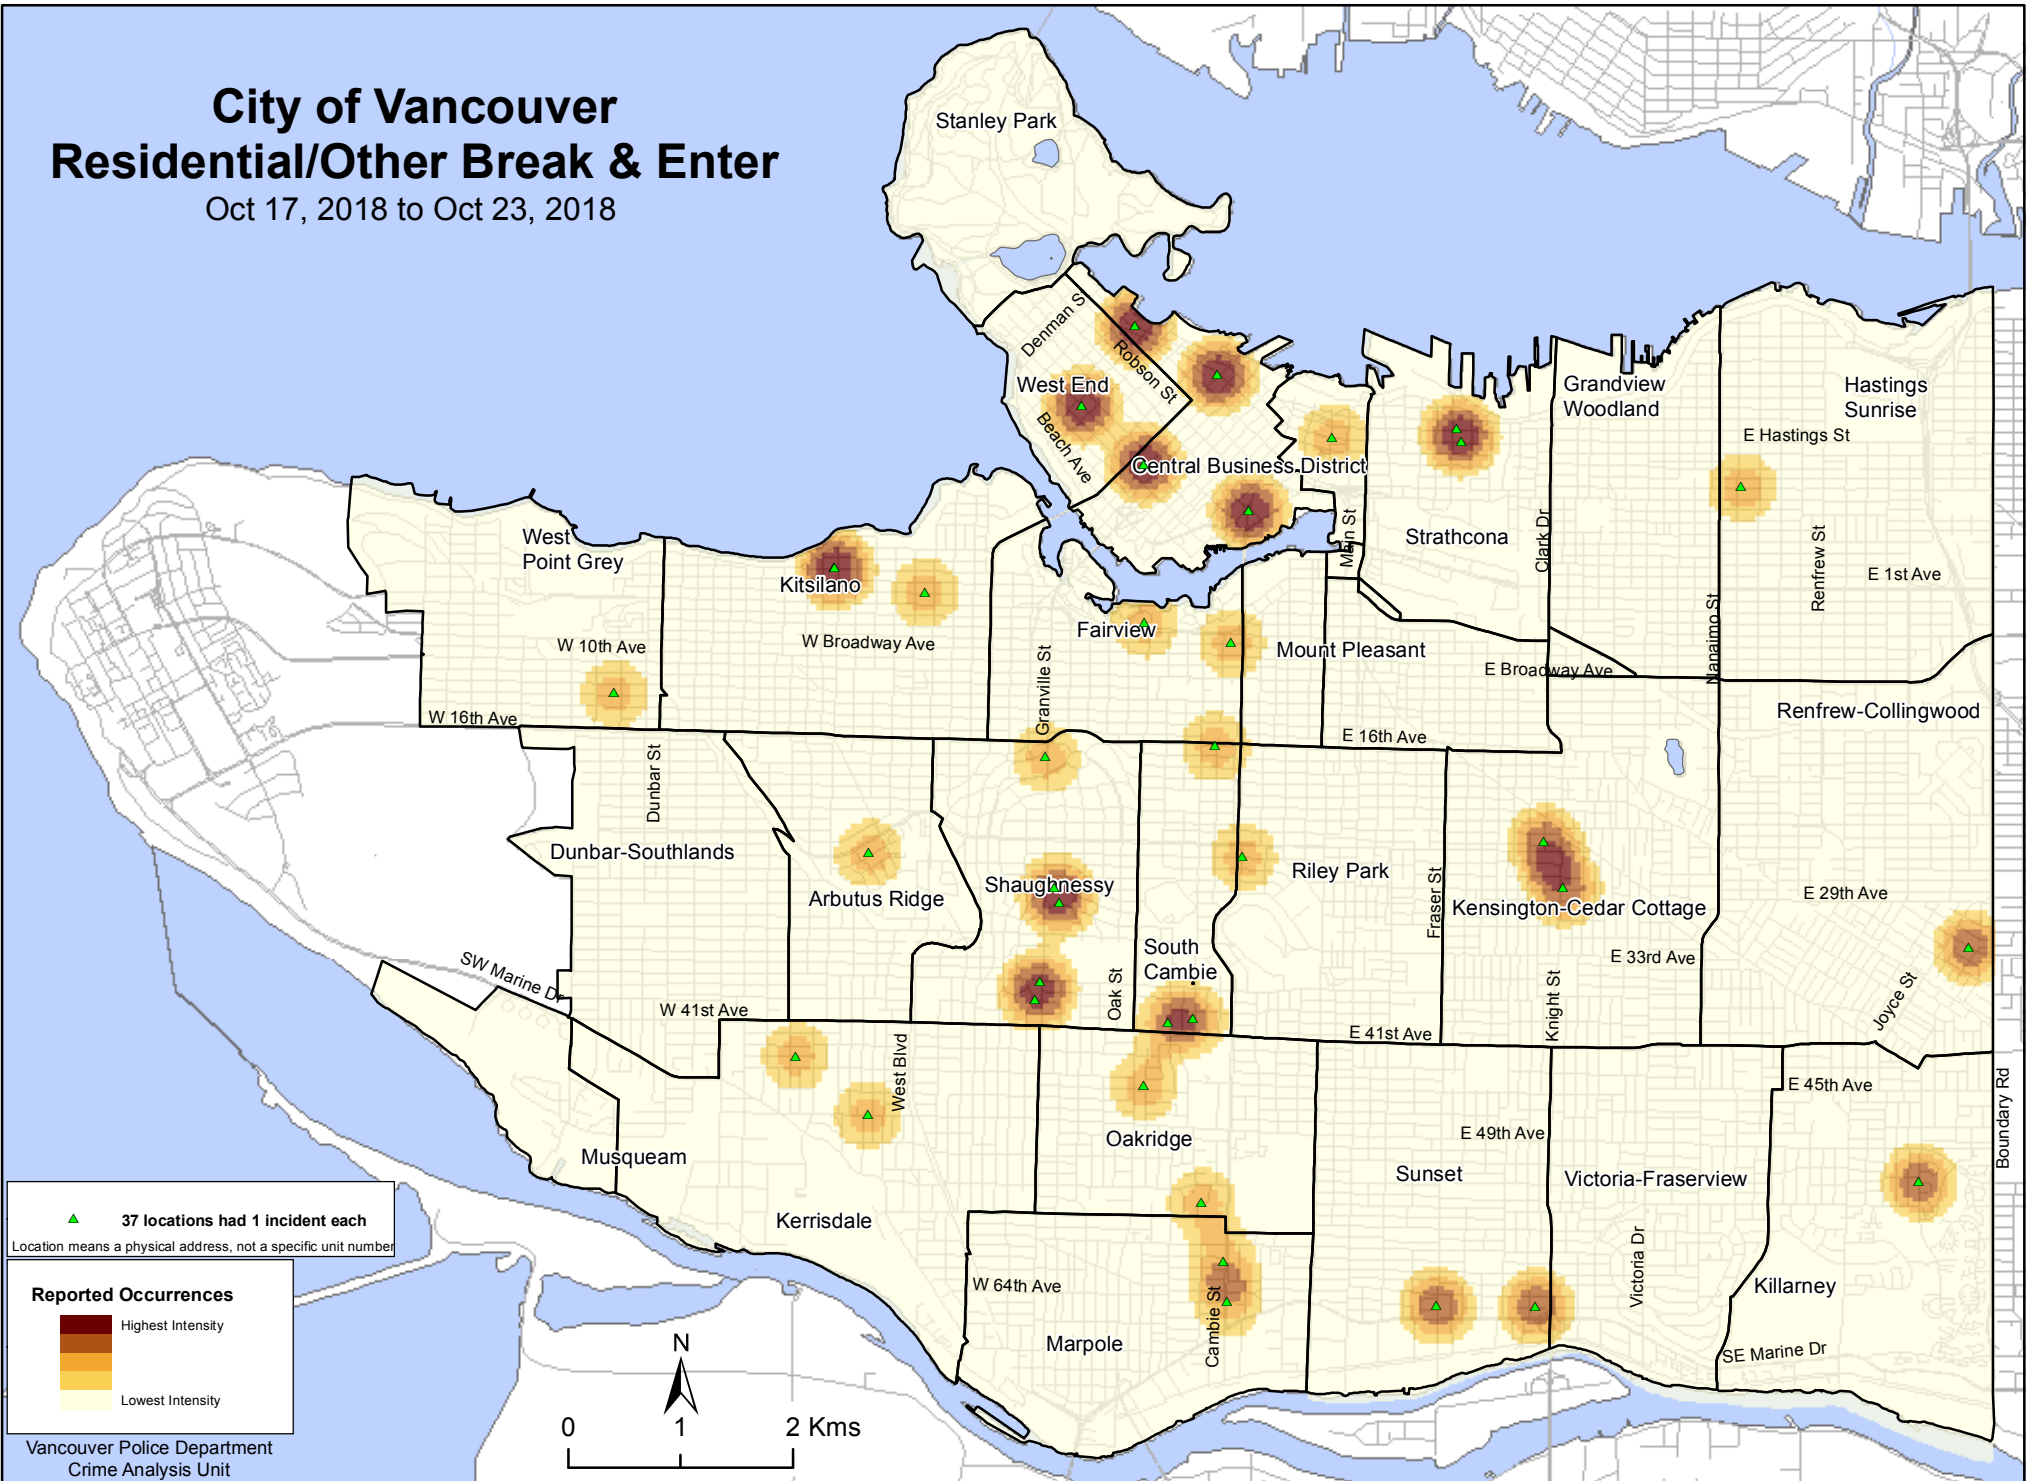 City of Vancouver
Residential/Other Break & Enter
Oct 17, 2018 to Oct 23, 2018
Stanley Park
Denman S
Robson St
West End
Beach Ave
Central Business District
Grandview
Woodland
Hastings
Sunrise
E Hastings St
Main St
Strathcona
Clark Dr
Nanaimo St
Renfrew St
E 1st Ave
West
Point Grey
Kitsilano
W 10th Ave
W Broadway Ave
Fairview
Mount Pleasant
E Broadway Ave
W 16th Ave
Granville St
E 16th Ave
Renfrew-Collingwood
Dunbar St
Dunbar-Southlands
Arbutus Ridge
Shaughnessy
Riley Park
Fraser St
Kensington-Cedar Cottage
E 29th Ave
South
Cambie
E 33rd Ave
SW Marine Dr
W 41st Ave
Oak St
E 41st Ave
Knight St
Joyce St
West Blvd
E 45th Ave
Boundary Rd
Oakridge
E 49th Ave
Musqueam
Sunset
Victoria-Fraserview
Kerrisdale
W 64th Ave
Cambie St
Victoria Dr
Killarney
Marpole
SE Marine Dr
37 locations had 1 incident each
Location means a physical address, not a specific unit number
Reported Occurrences
Highest Intensity
Lowest Intensity
Vancouver Police Department
Crime Analysis Unit
N
0 1 2 Kms